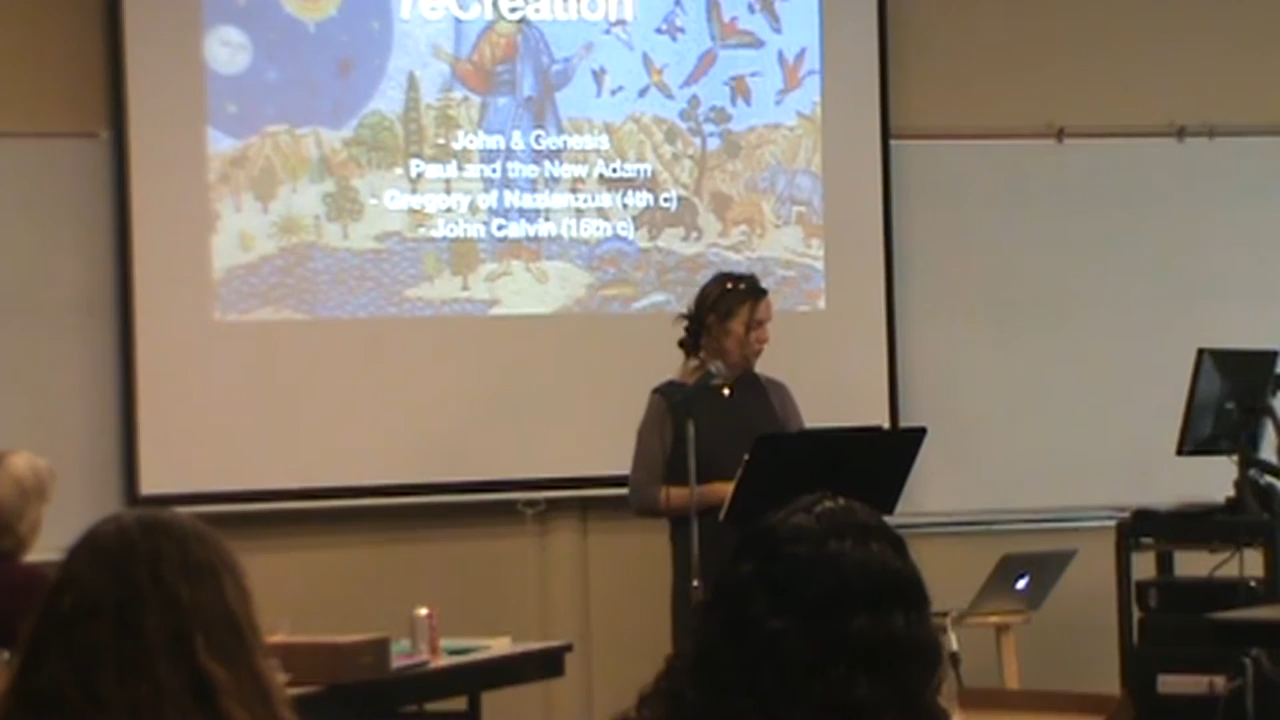 reCreation
- John & Genesis
- Paul and the New Adam
- Gregory of Nazianzus (4th c)
- John Calvin (16th c)